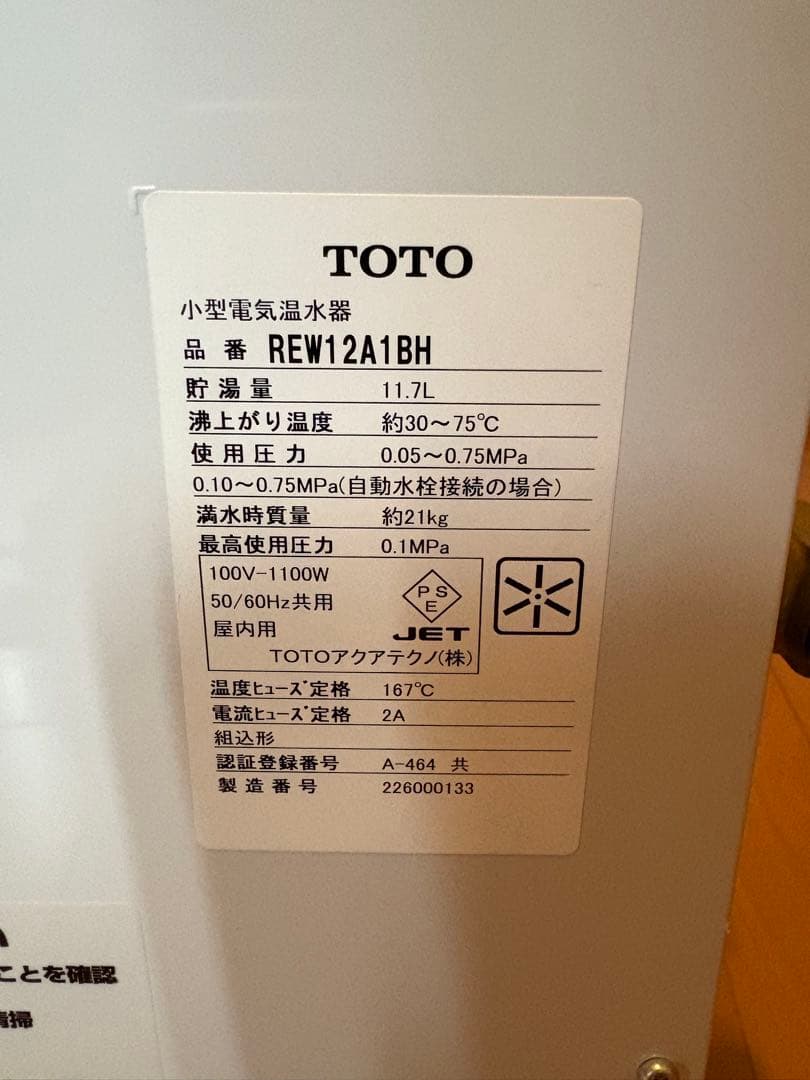 TOTO
小型電気温水器
品番 REW12A1BH
貯湯量 11.7L
沸上がり温度 約30～75℃
使用圧力 0.05～0.75MPa
0.10～0.75MPa(自動水栓接続の場合)
満水時質量 約21kg
最高使用圧力 0.1MPa
100V-1100W
50/60Hz共用
屋内用
PS
E
JET
TOTOアクアテクノ(株)
温度ﾋｭｰｽﾞ定格 167℃
電流ﾋｭｰｽﾞ定格 2A
組込形
認証登録番号 A-464 共
製造番号 226000133
ことを確認
清掃